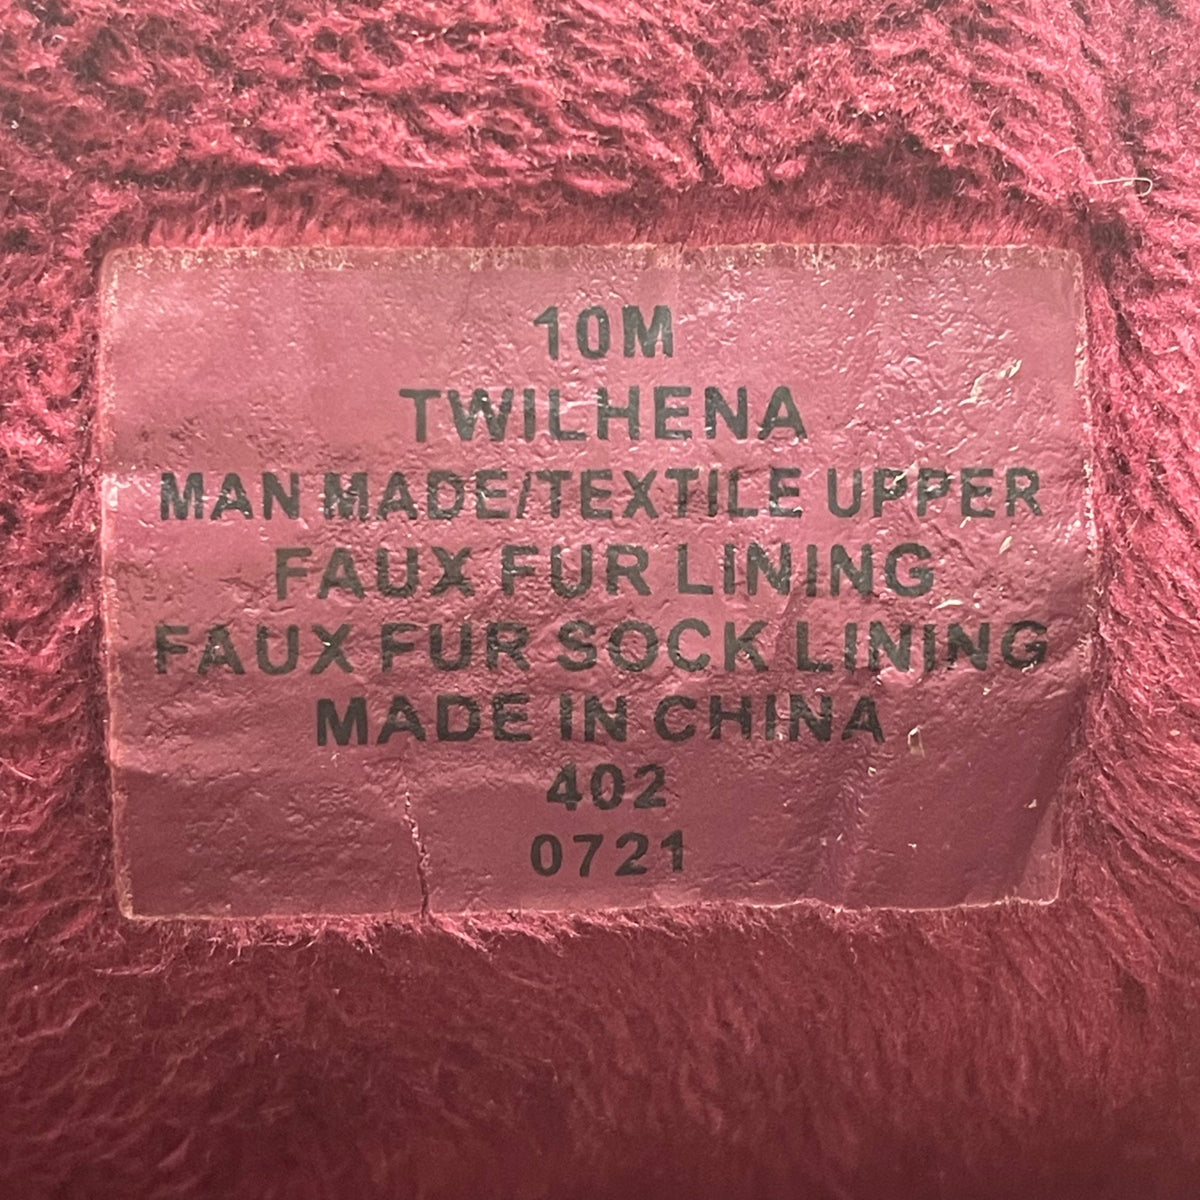 10M
TWILHENA
MAN MADE/TEXTILE UPPER
FAUX FUR LINING
FAUX FUR SOCK LINING
MADE IN CHINA
402
0721